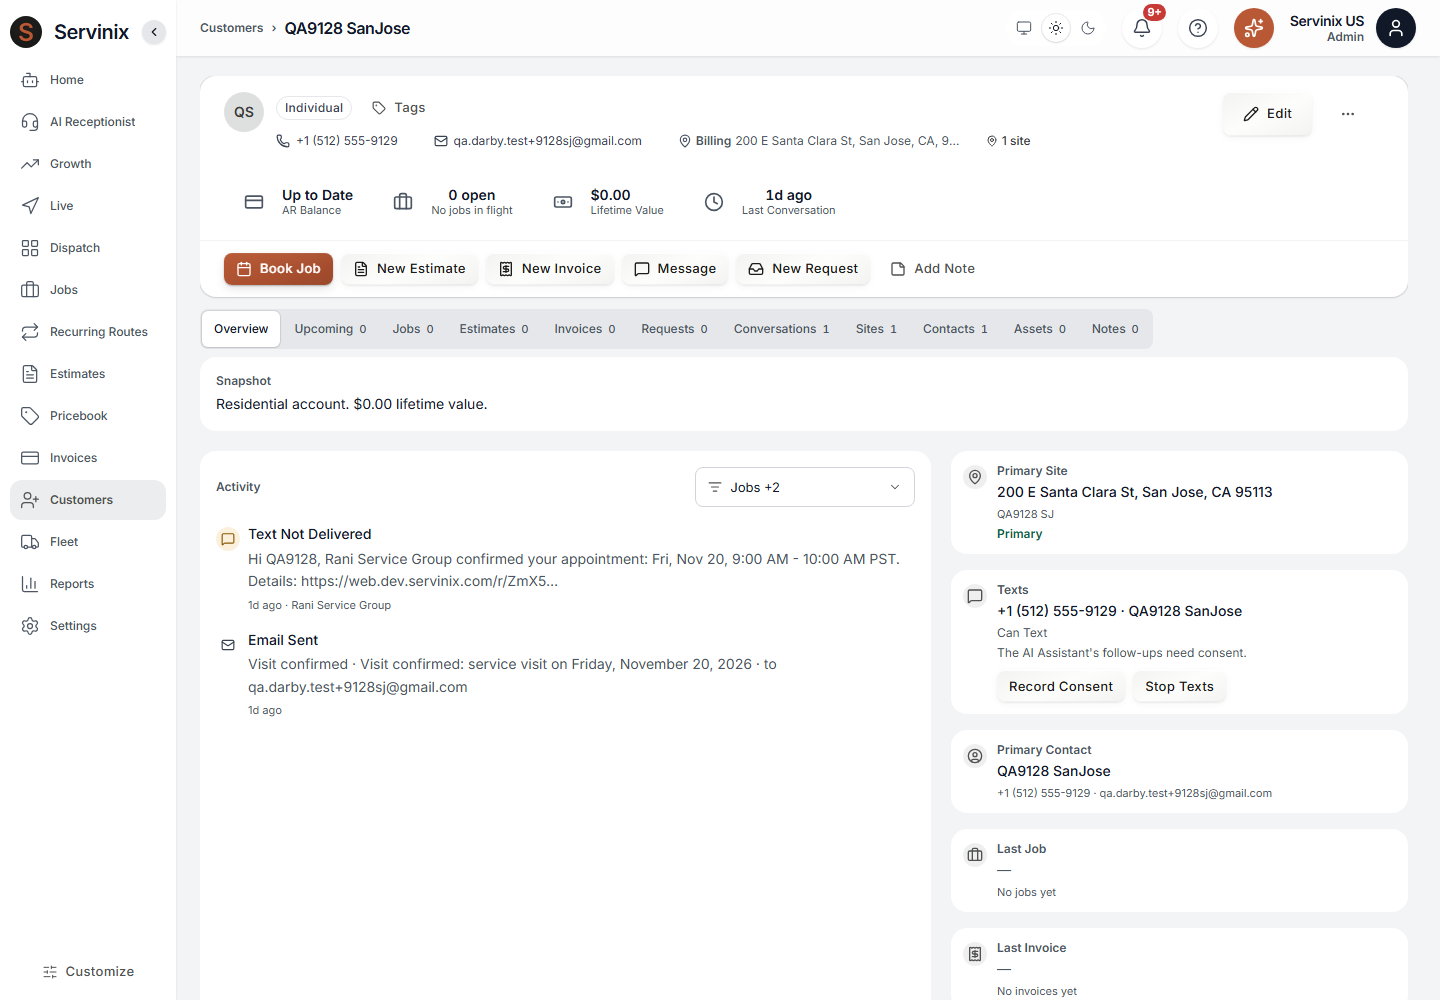 Servinix
Home
AI Receptionist
Growth
Live
Dispatch
Jobs
Recurring Routes
Estimates
Pricebook
Invoices
Customers
Fleet
Reports
Settings
Customize
Customers › QA9128 SanJose
9+
Servinix US
Admin
QS
Individual
Tags
+1 (512) 555-9129
qa.darby.test+9128sj@gmail.com
Billing 200 E Santa Clara St, San Jose, CA, 9...
1 site
Edit
Up to Date
AR Balance
0 open
No jobs in flight
$0.00
Lifetime Value
1d ago
Last Conversation
Book Job
New Estimate
New Invoice
Message
New Request
Add Note
Overview
Upcoming 0
Jobs 0
Estimates 0
Invoices 0
Requests 0
Conversations 1
Sites 1
Contacts 1
Assets 0
Notes 0
Snapshot
Residential account. $0.00 lifetime value.
Activity
Jobs +2
Text Not Delivered
Hi QA9128, Rani Service Group confirmed your appointment: Fri, Nov 20, 9:00 AM - 10:00 AM PST.
Details: https://web.dev.servinix.com/r/ZmX5...
1d ago · Rani Service Group
Email Sent
Visit confirmed · Visit confirmed: service visit on Friday, November 20, 2026 · to
qa.darby.test+9128sj@gmail.com
1d ago
Primary Site
200 E Santa Clara St, San Jose, CA 95113
QA9128 SJ
Primary
Texts
+1 (512) 555-9129 · QA9128 SanJose
Can Text
The AI Assistant's follow-ups need consent.
Record Consent
Stop Texts
Primary Contact
QA9128 SanJose
+1 (512) 555-9129 · qa.darby.test+9128sj@gmail.com
Last Job
—
No jobs yet
Last Invoice
—
No invoices yet